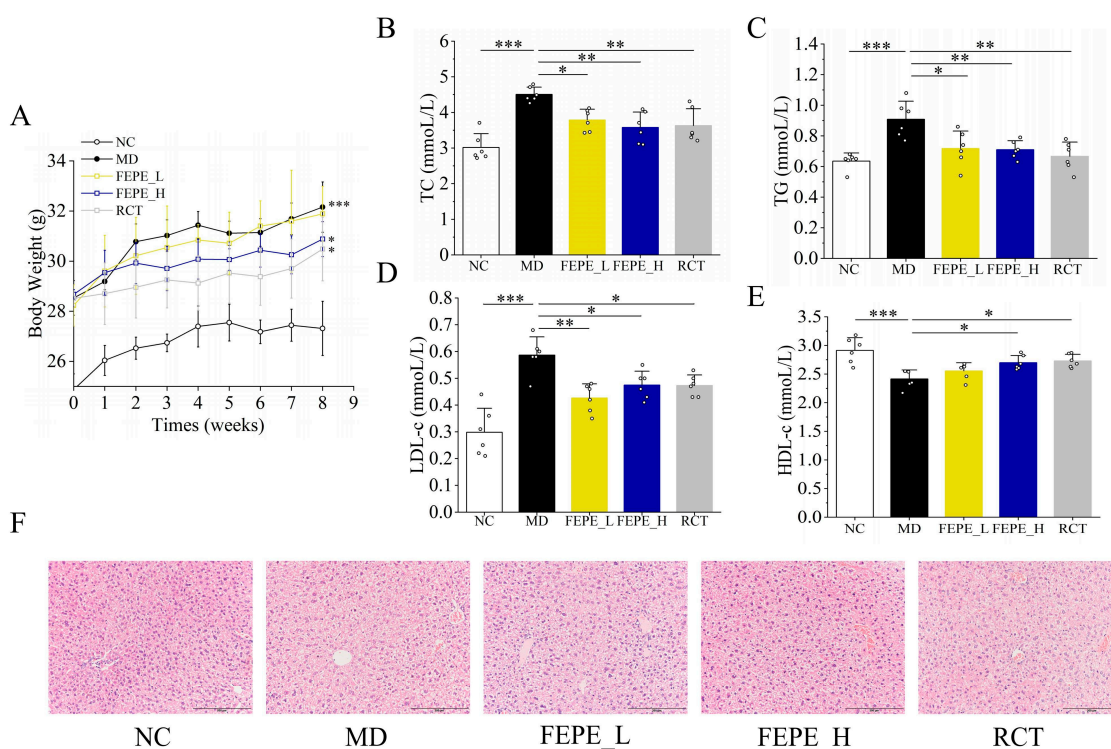 A
NC
MD
FEPE_L
FEPE_H
RCT
Body Weight (g)
34
32
30
28
26
***
*
*
0 1 2 3 4 5 6 7 8 9
Times (weeks)
B
TC (mmoL/L)
6
5
4
3
2
1
0
*** **
**
*
NC MD FEPE_L FEPE_H RCT
C
TG (mmoL/L)
1.4
1.2
1.0
0.8
0.6
0.4
0.2
0.0
*** **
**
*
NC MD FEPE_L FEPE_H RCT
D
LDL-c (mmoL/L)
0.8
0.7
0.6
0.5
0.4
0.3
0.2
0.1
0.0
*** *
*
**
NC MD FEPE_L FEPE_H RCT
E
HDL-c (mmoL/L)
3.5
3.0
2.5
2.0
1.5
1.0
0.5
0.0
*** *
*
NC MD FEPE_L FEPE_H RCT
F
NC MD FEPE_L FEPE_H RCT